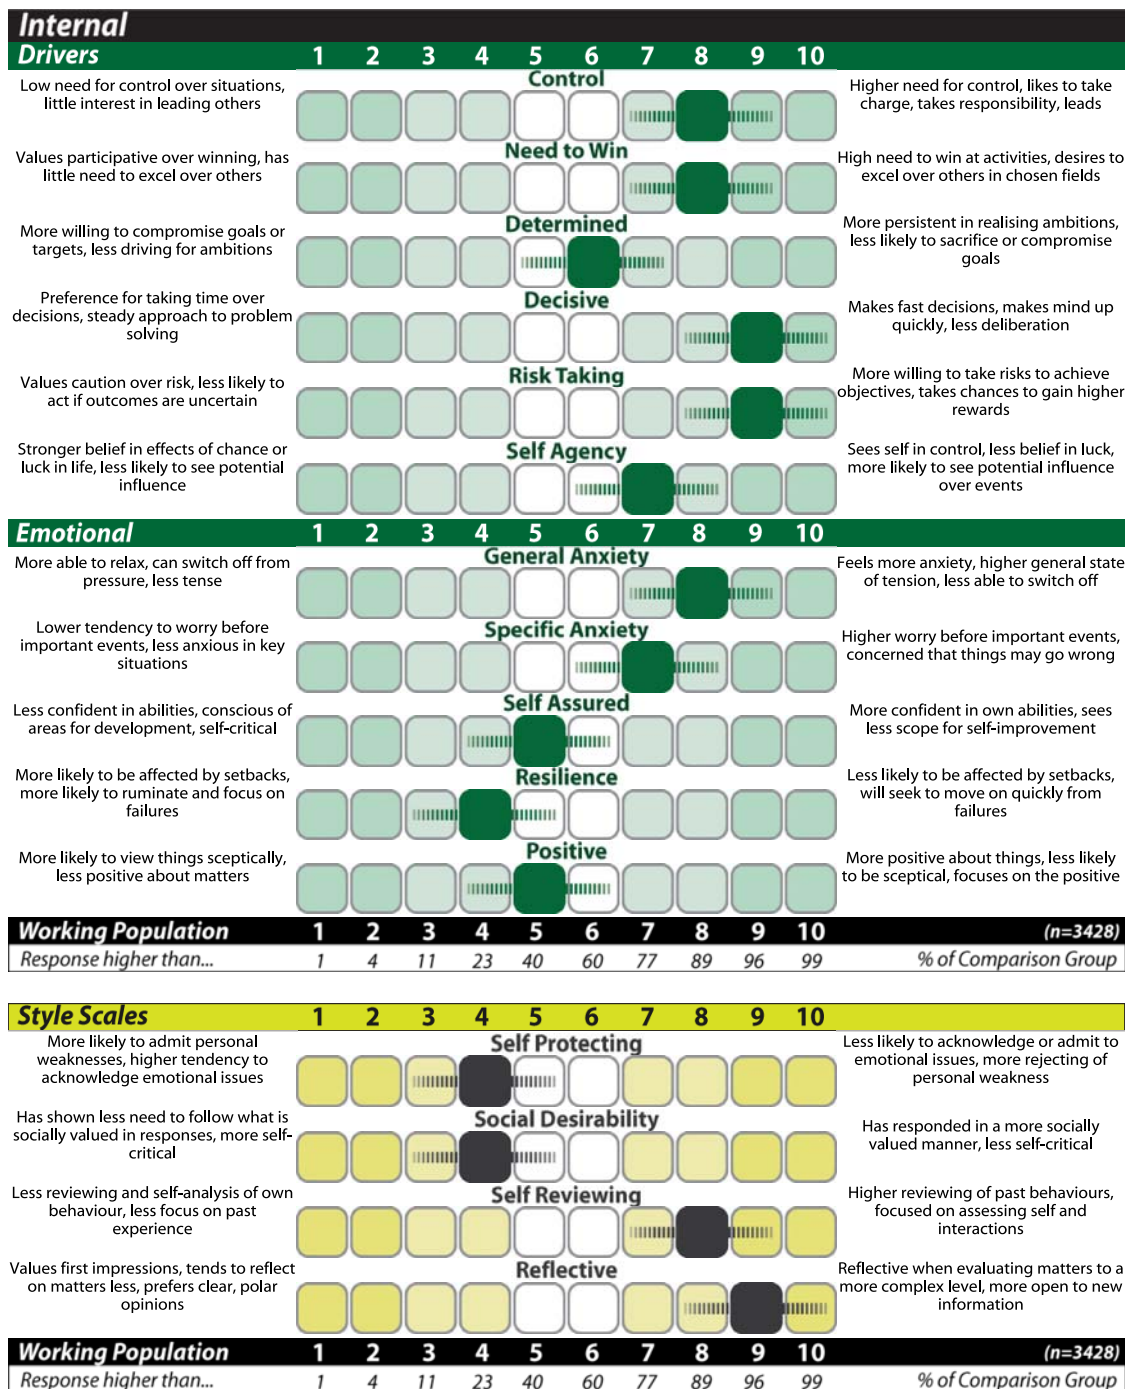 Internal
Drivers 1 2 3 4 5 6 7 8 9 10
Control
Low need for control over situations,
little interest in leading others
Higher need for control, likes to take
charge, takes responsibility, leads
Need to Win
Values participative over winning, has
little need to excel over others
High need to win at activities, desires to
excel over others in chosen fields
Determined
More willing to compromise goals or
targets, less driving for ambitions
More persistent in realising ambitions,
less likely to sacrifice or compromise
goals
Decisive
Preference for taking time over
decisions, steady approach to problem
solving
Makes fast decisions, makes mind up
quickly, less deliberation
Risk Taking
Values caution over risk, less likely to
act if outcomes are uncertain
More willing to take risks to achieve
objectives, takes chances to gain higher
rewards
Self Agency
Stronger belief in effects of chance or
luck in life, less likely to see potential
influence
Sees self in control, less belief in luck,
more likely to see potential influence
over events
Emotional 1 2 3 4 5 6 7 8 9 10
General Anxiety
More able to relax, can switch off from
pressure, less tense
Feels more anxiety, higher general state
of tension, less able to switch off
Specific Anxiety
Lower tendency to worry before
important events, less anxious in key
situations
Higher worry before important events,
concerned that things may go wrong
Self Assured
Less confident in abilities, conscious of
areas for development, self-critical
More confident in own abilities, sees
less scope for self-improvement
Resilience
More likely to be affected by setbacks,
more likely to ruminate and focus on
failures
Less likely to be affected by setbacks,
will seek to move on quickly from
failures
Positive
More likely to view things sceptically,
less positive about matters
More positive about things, less likely
to be sceptical, focuses on the positive
Working Population 1 2 3 4 5 6 7 8 9 10 (n=3428)
Response higher than... 1 4 11 23 40 60 77 89 96 99 % of Comparison Group
Style Scales 1 2 3 4 5 6 7 8 9 10
Self Protecting
More likely to admit personal
weaknesses, higher tendency to
acknowledge emotional issues
Less likely to acknowledge or admit to
emotional issues, more rejecting of
personal weakness
Social Desirability
Has shown less need to follow what is
socially valued in responses, more self-
critical
Has responded in a more socially
valued manner, less self-critical
Self Reviewing
Less reviewing and self-analysis of own
behaviour, less focus on past
experience
Higher reviewing of past behaviours,
focused on assessing self and
interactions
Reflective
Values first impressions, tends to reflect
on matters less, prefers clear, polar
opinions
Reflective when evaluating matters to a
more complex level, more open to new
information
Working Population 1 2 3 4 5 6 7 8 9 10 (n=3428)
Response higher than... 1 4 11 23 40 60 77 89 96 99 % of Comparison Group